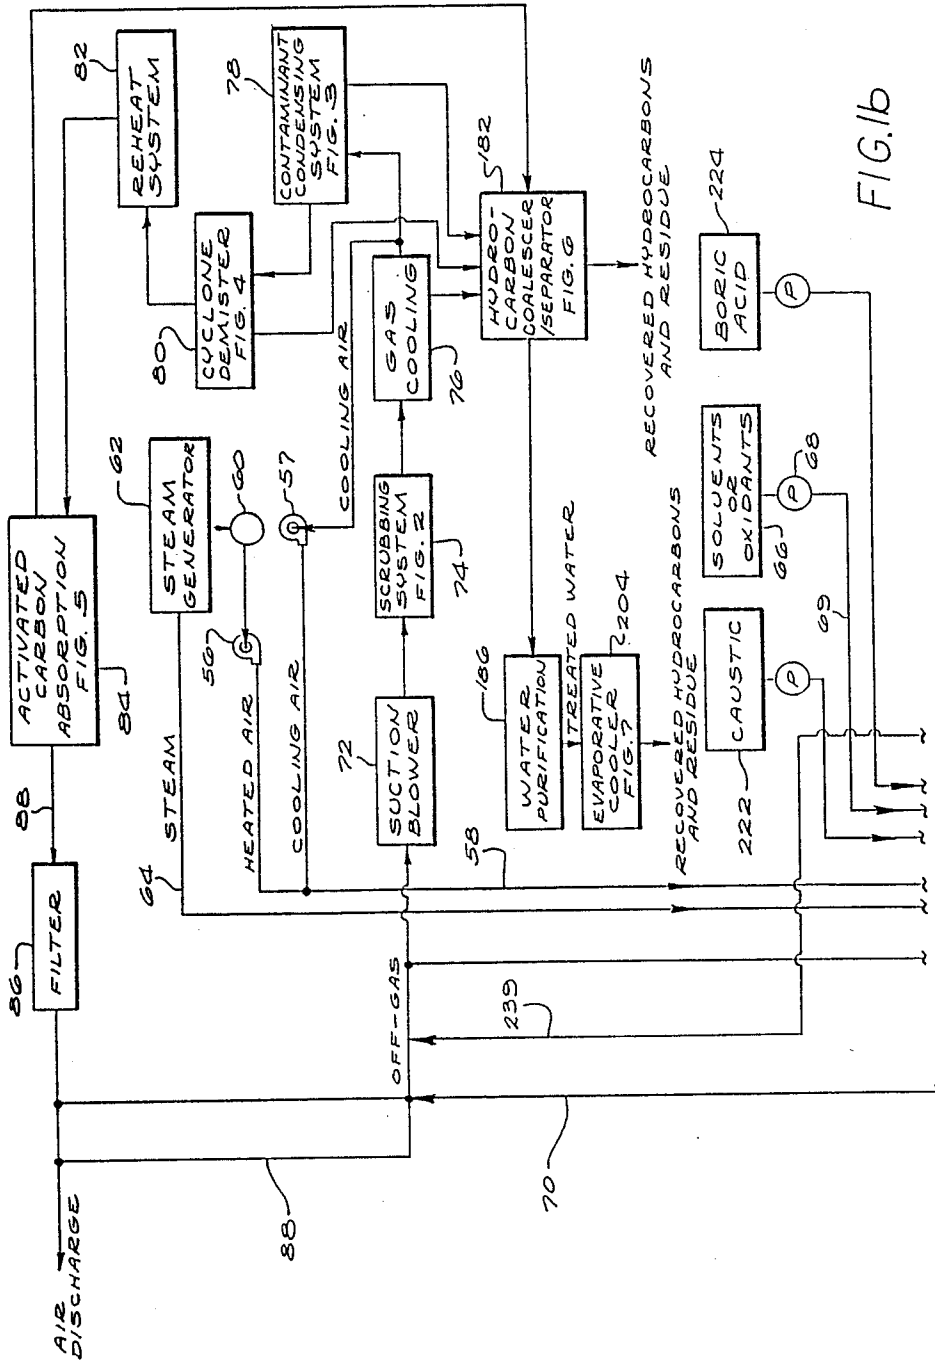 AIR
DISCHARGE
86
FILTER
88
84
ACTIVATED
CARBON
ABSORPTION
FIG. 5
82
REHEAT
SYSTEM
80
CYCLONE
DEMISTER
FIG. 4
78
CONTAMINANT
CONDENSING
SYSTEM
FIG. 3
64
STEAM
62
STEAM
GENERATOR
60
56
HEATED AIR
57
COOLING AIR
COOLING AIR
88
OFF-GAS
72
SUCTION
BLOWER
SCRUBBING
SYSTEM
FIG. 2
74
GAS
COOLING
76
182
HYDRO-
CARBON
COALESCER
/SEPARATOR
FIG. 6
70
239
58
186
WATER
PURIFICATION
TREATED WATER
204
EVAPORATIVE
COOLER
FIG. 7
RECOVERED HYDROCARBONS
AND RESIDUE
RECOVERED HYDROCARBONS
AND RESIDUE
222
CAUSTIC
P
66
SOLVENTS
OR
OXIDANTS
P
68
69
224
BORIC
ACID
P
FIG. 1b